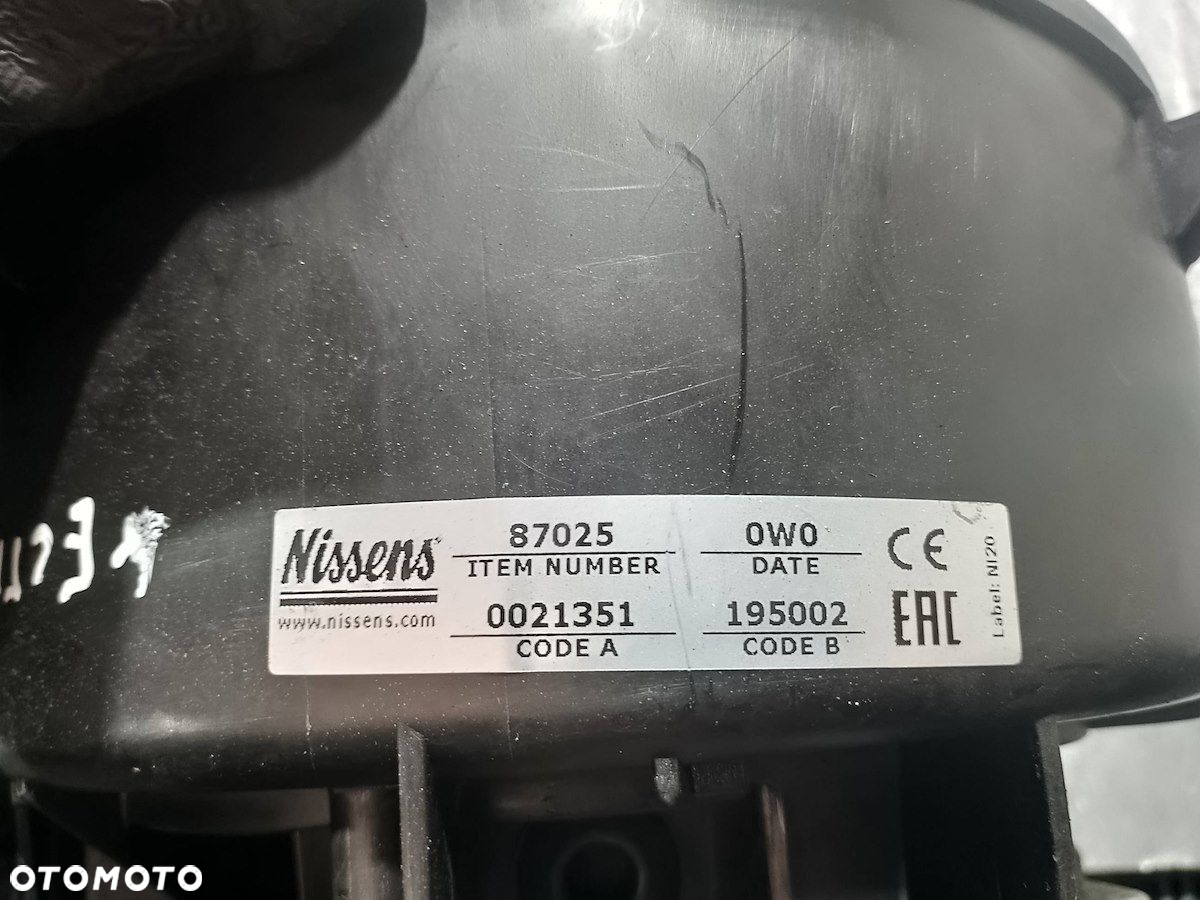 Nissens
www.nissens.com
87025
ITEM NUMBER
0W0
DATE
0021351
CODE A
195002
CODE B
CE
EAC
Label: NI20
OTOMOTO